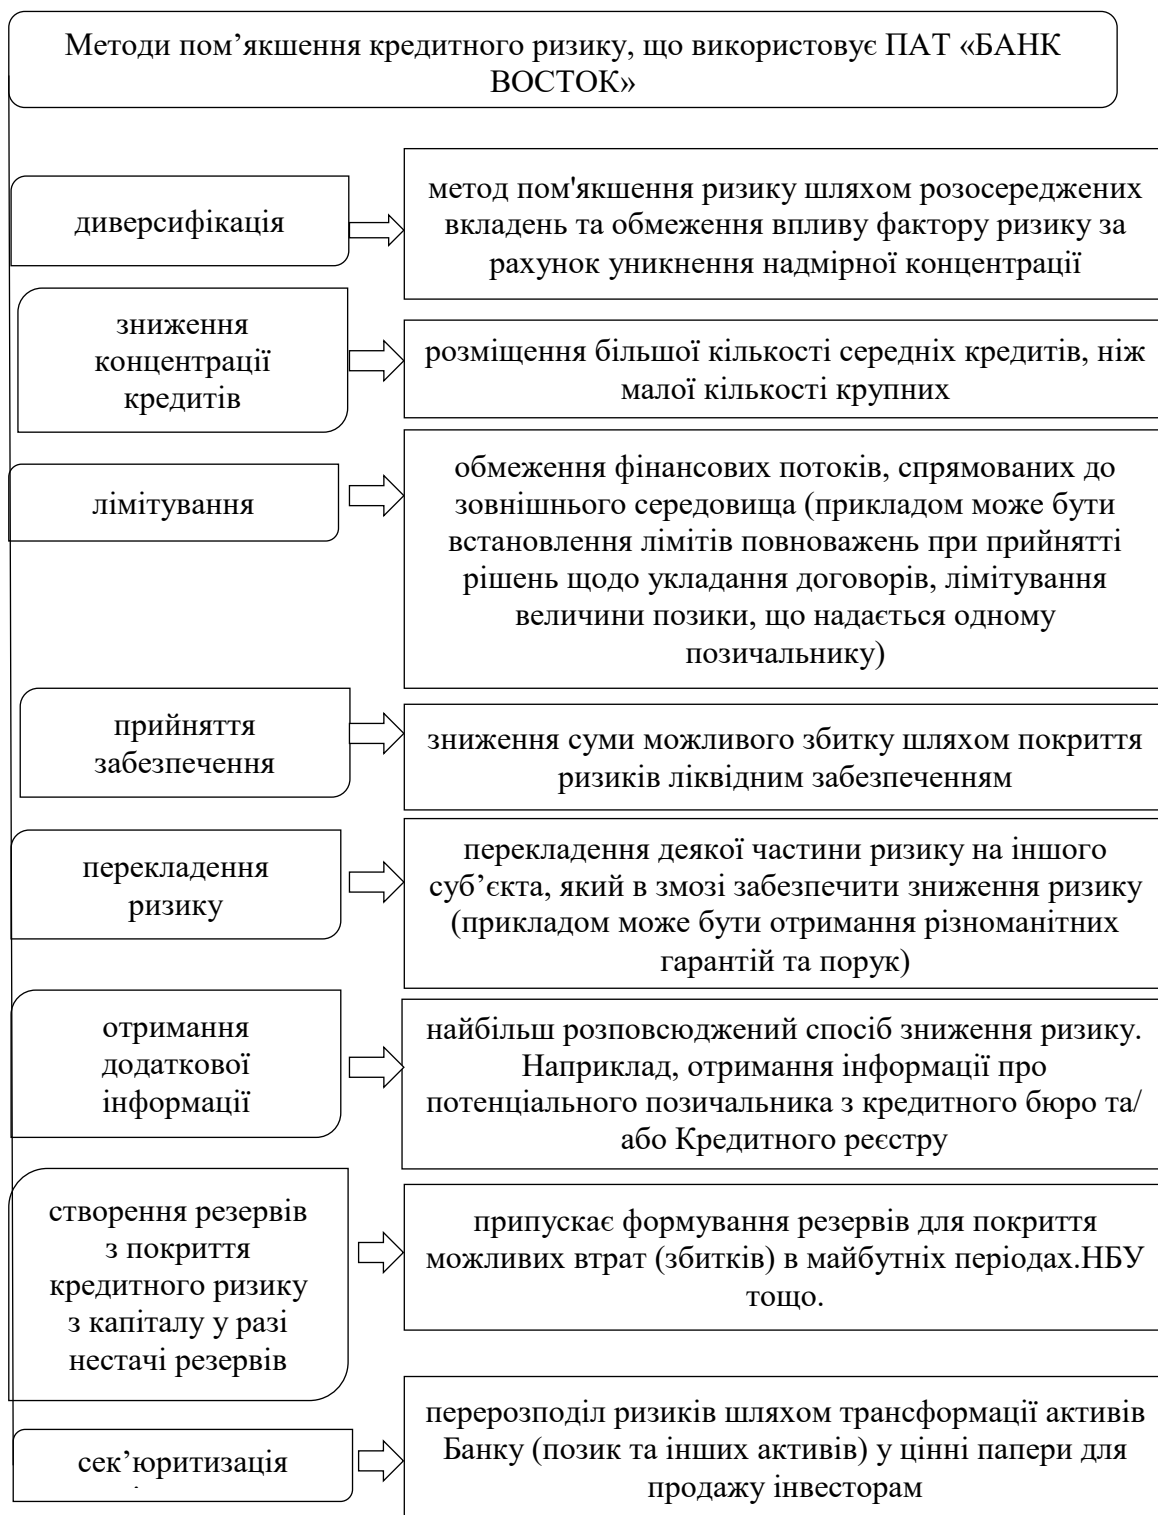 Методи пом’якшення кредитного ризику, що використовує ПАТ «БАНК
ВОСТОК»
диверсифікація
метод пом'якшення ризику шляхом розосереджених
вкладень та обмеження впливу фактору ризику за
рахунок уникнення надмірної концентрації
зниження
концентрації
кредитів
розміщення більшої кількості середніх кредитів, ніж
малої кількості крупних
лімітування
обмеження фінансових потоків, спрямованих до
зовнішнього середовища (прикладом може бути
встановлення лімітів повноважень при прийнятті
рішень щодо укладання договорів, лімітування
величини позики, що надається одному
позичальнику)
прийняття
забезпечення
зниження суми можливого збитку шляхом покриття
ризиків ліквідним забезпеченням
перекладення
ризику
перекладення деякої частини ризику на іншого
суб’єкта, який в змозі забезпечити зниження ризику
(прикладом може бути отримання різноманітних
гарантій та порук)
отримання
додаткової
інформації
найбільш розповсюджений спосіб зниження ризику.
Наприклад, отримання інформації про
потенціального позичальника з кредитного бюро та/
або Кредитного реєстру
створення резервів
з покриття
кредитного ризику
з капіталу у разі
нестачі резервів
припускає формування резервів для покриття
можливих втрат (збитків) в майбутніх періодах.НБУ
тощо.
сек’юритизація
перерозподіл ризиків шляхом трансформації активів
Банку (позик та інших активів) у цінні папери для
продажу інвесторам